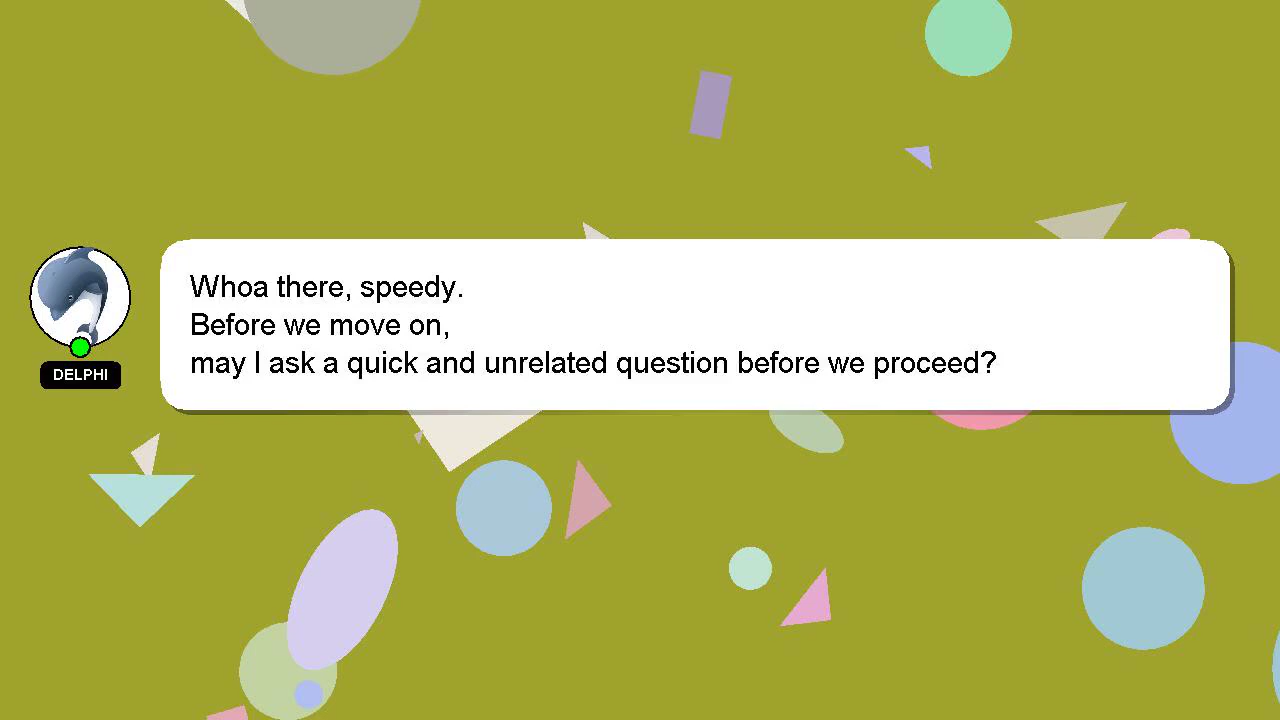 Whoa there, speedy.
Before we move on,
may I ask a quick and unrelated question before we proceed?
DELPHI